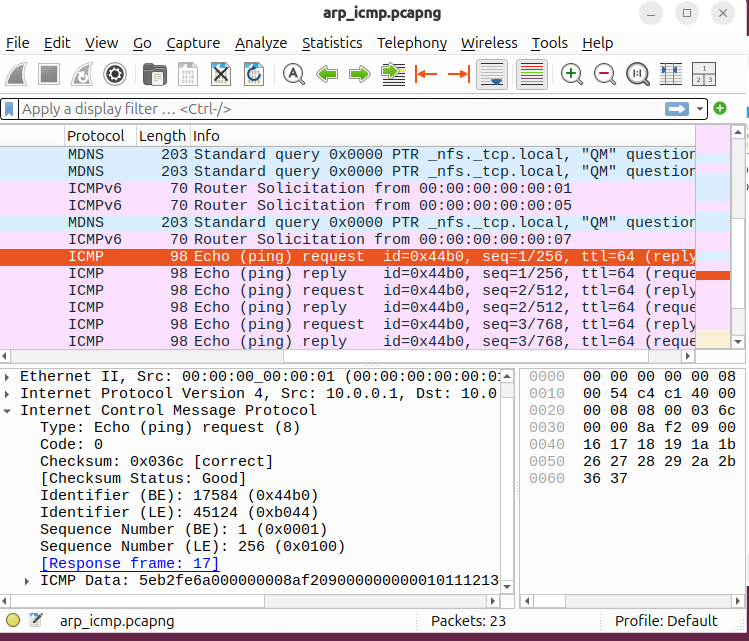 arp_icmp.pcapng
File Edit View Go Capture Analyze Statistics Telephony Wireless Tools Help
Apply a display filter … <Ctrl-/>
Protocol Length Info
MDNS 203 Standard query 0x0000 PTR _nfs._tcp.local, "QM" question
MDNS 203 Standard query 0x0000 PTR _nfs._tcp.local, "QM" question
ICMPv6 70 Router Solicitation from 00:00:00:00:00:01
ICMPv6 70 Router Solicitation from 00:00:00:00:00:05
MDNS 203 Standard query 0x0000 PTR _nfs._tcp.local, "QM" question
ICMPv6 70 Router Solicitation from 00:00:00:00:00:07
ICMP 98 Echo (ping) request id=0x44b0, seq=1/256, ttl=64 (reply
ICMP 98 Echo (ping) reply id=0x44b0, seq=1/256, ttl=64 (reque
ICMP 98 Echo (ping) request id=0x44b0, seq=2/512, ttl=64 (reply
ICMP 98 Echo (ping) reply id=0x44b0, seq=2/512, ttl=64 (reque
ICMP 98 Echo (ping) request id=0x44b0, seq=3/768, ttl=64 (reply
ICMP 98 Echo (ping) reply id=0x44b0, seq=3/768, ttl=64 (reque
Ethernet II, Src: 00:00:00_00:00:01 (00:00:00:00:00:01
Internet Protocol Version 4, Src: 10.0.0.1, Dst: 10.0
Internet Control Message Protocol
Type: Echo (ping) request (8)
Code: 0
Checksum: 0x036c [correct]
[Checksum Status: Good]
Identifier (BE): 17584 (0x44b0)
Identifier (LE): 45124 (0xb044)
Sequence Number (BE): 1 (0x0001)
Sequence Number (LE): 256 (0x0100)
[Response frame: 17]
ICMP Data: 5eb2fe6a000000008af209000000000010111213
0000 00 00 00 00 00 08
0010 00 54 c4 c1 40 00
0020 00 08 08 00 03 6c
0030 00 00 8a f2 09 00
0040 16 17 18 19 1a 1b
0050 26 27 28 29 2a 2b
0060 36 37
arp_icmp.pcapng
Packets: 23
Profile: Default